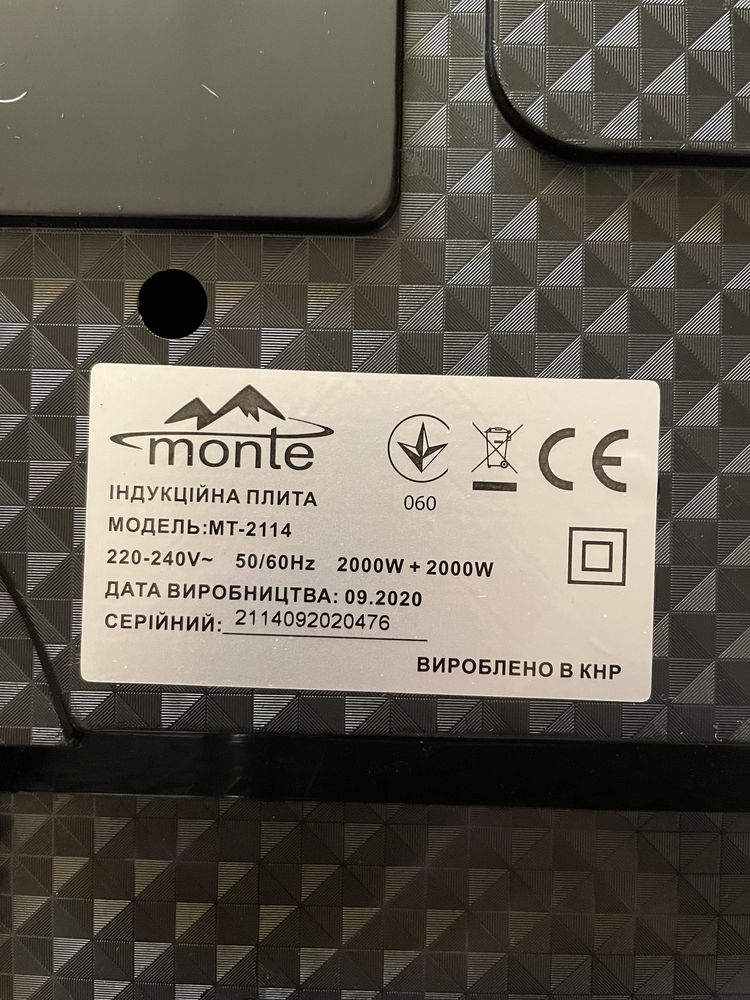 monte
060
CE
ІНДУКЦІЙНА ПЛИТА
МОДЕЛЬ:MT-2114
220-240V~ 50/60Hz 2000W + 2000W
ДАТА ВИРОБНИЦТВА: 09.2020
СЕРІЙНИЙ: 2114092020476
ВИРОБЛЕНО В КНР